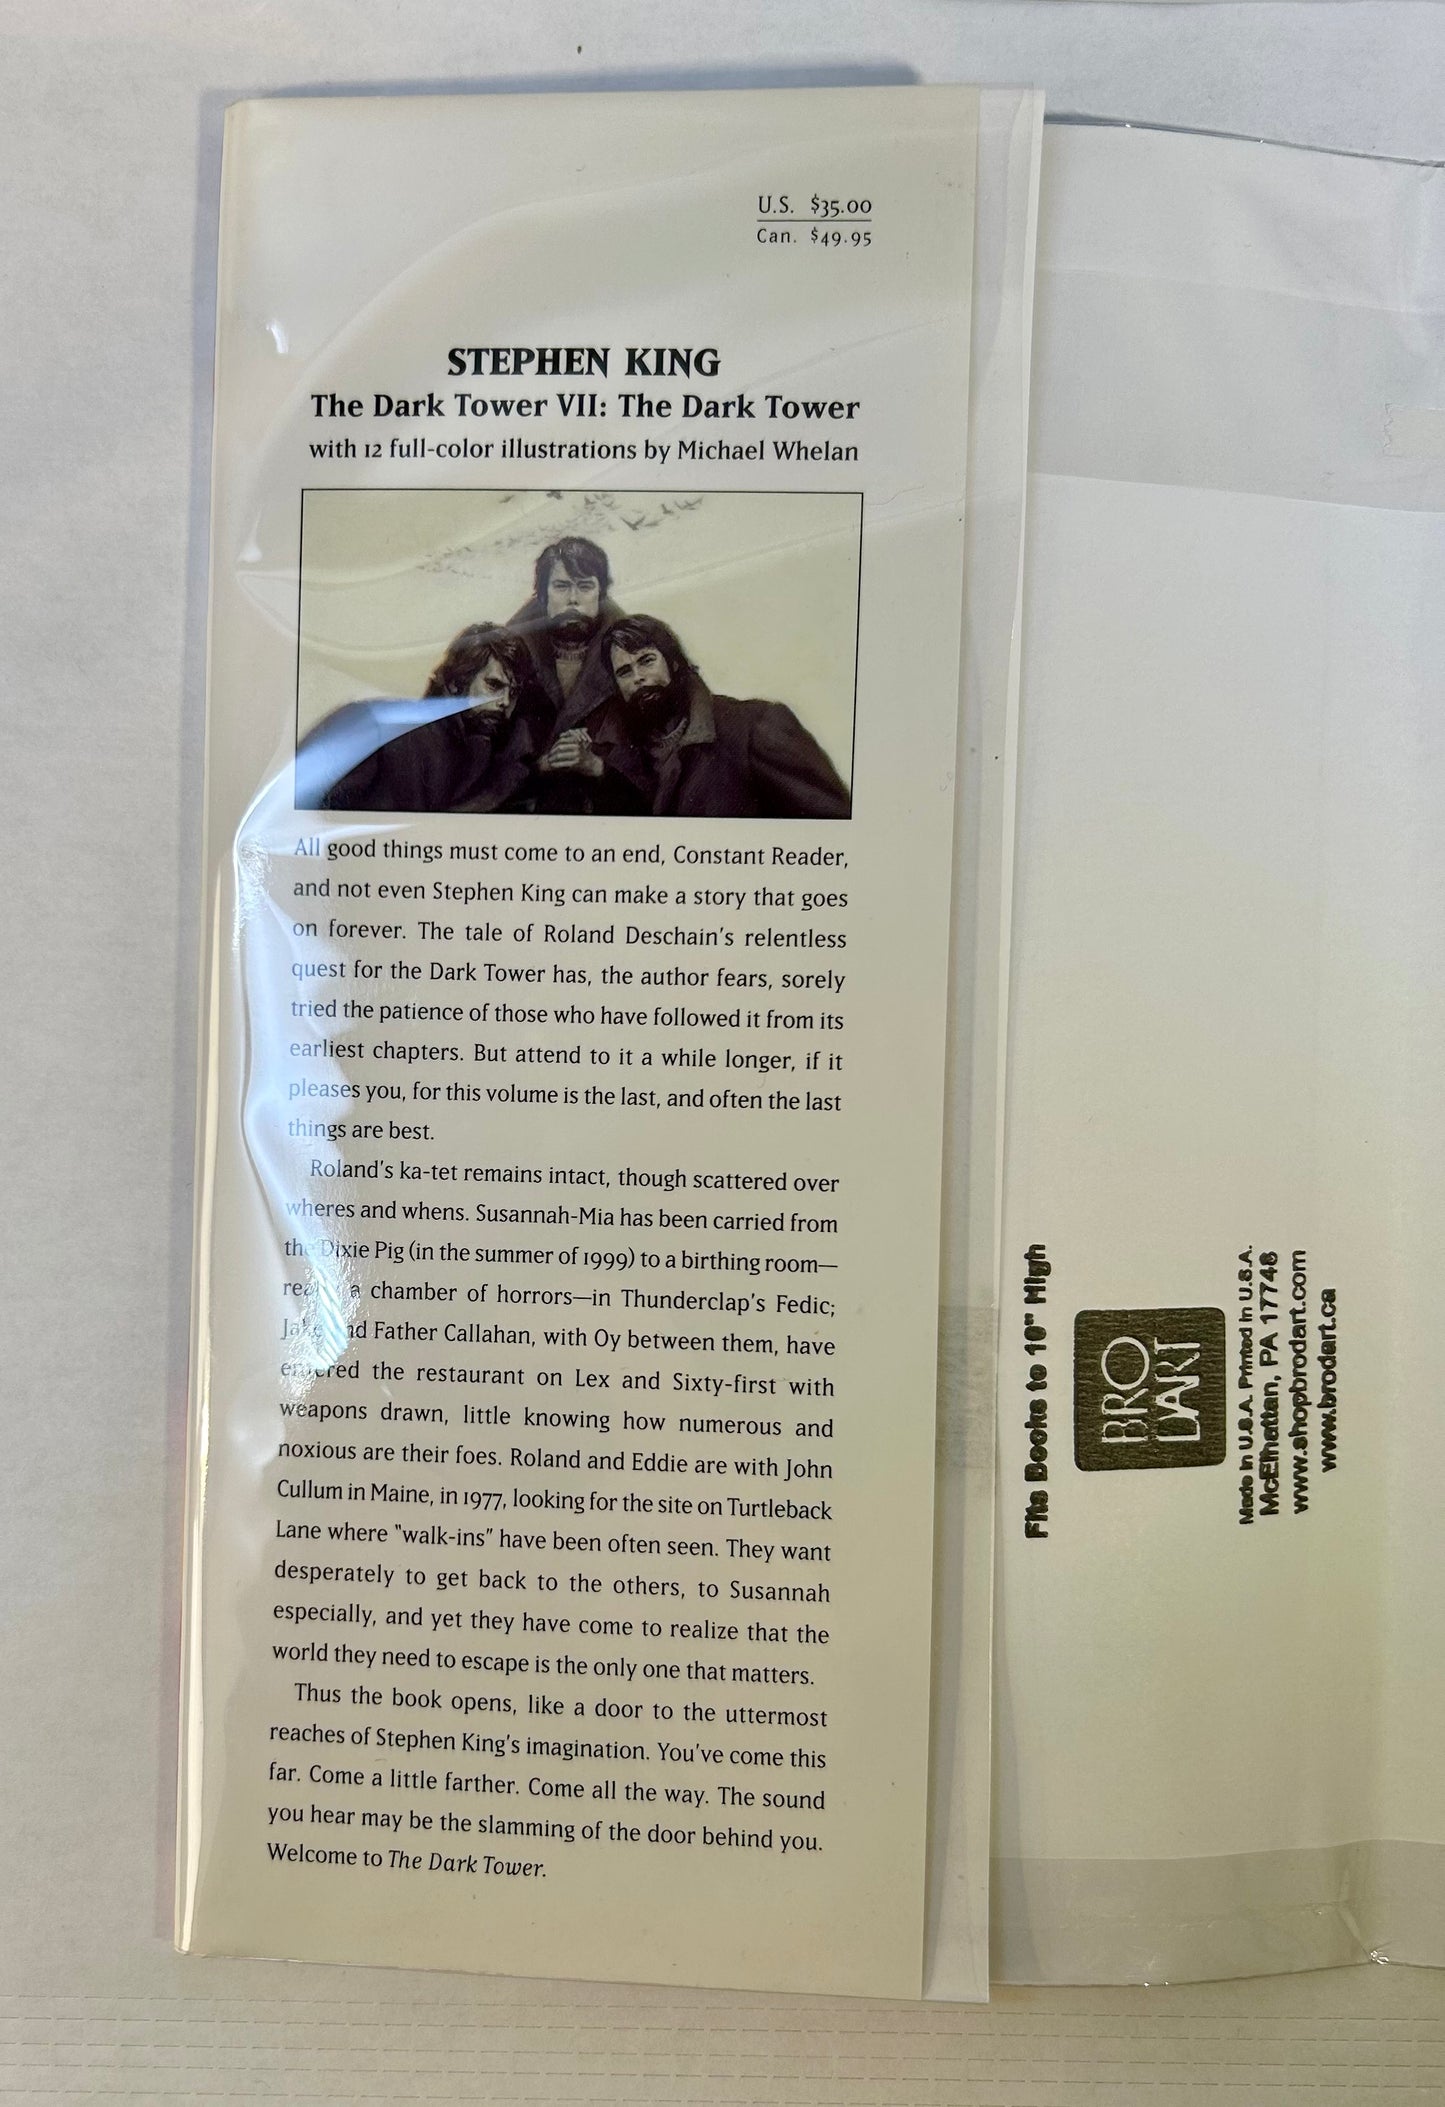 U.S. $35.00
Can. $49.95
STEPHEN KING
The Dark Tower VII: The Dark Tower
with 12 full-color illustrations by Michael Whelan
All good things must come to an end, Constant Reader,
and not even Stephen King can make a story that goes
on forever. The tale of Roland Deschain's relentless
quest for the Dark Tower has, the author fears, sorely
tried the patience of those who have followed it from its
earliest chapters. But attend to it a while longer, if it
pleases you, for this volume is the last, and often the last
things are best.
Roland's ka-tet remains intact, though scattered over
wheres and whens. Susannah-Mia has been carried from
the Dixie Pig (in the summer of 1999) to a birthing room—
really a chamber of horrors—in Thunderclap's Fedic;
Jake and Father Callahan, with Oy between them, have
entered the restaurant on Lex and Sixty-first with
weapons drawn, little knowing how numerous and
noxious are their foes. Roland and Eddie are with John
Cullum in Maine, in 1977, looking for the site on Turtleback
Lane where "walk-ins" have been often seen. They want
desperately to get back to the others, to Susannah
especially, and yet they have come to realize that the
world they need to escape is the only one that matters.
Thus the book opens, like a door to the uttermost
reaches of Stephen King's imagination. You've come this
far. Come a little farther. Come all the way. The sound
you hear may be the slamming of the door behind you.
Welcome to The Dark Tower.
Fits Books to 10" High
BRO
DART
Made in U.S.A. Printed in U.S.A.
McElhattan, PA 17748
www.shopbrodart.com
www.brodart.ca